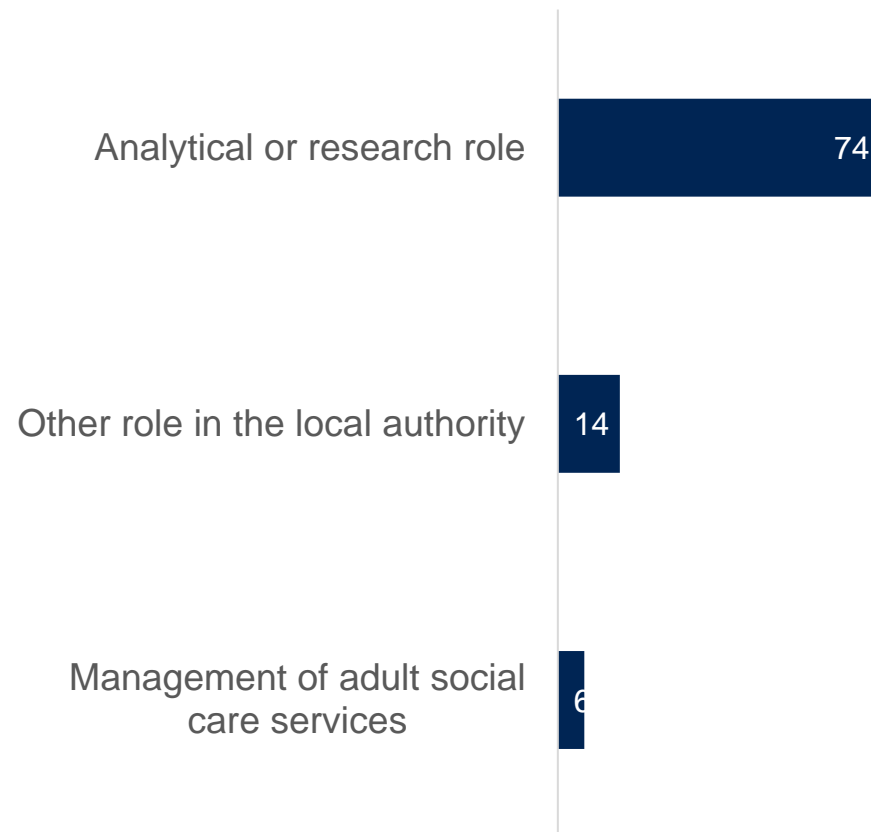 Analytical or research role
74
Other role in the local authority
14
Management of adult social
care services
6